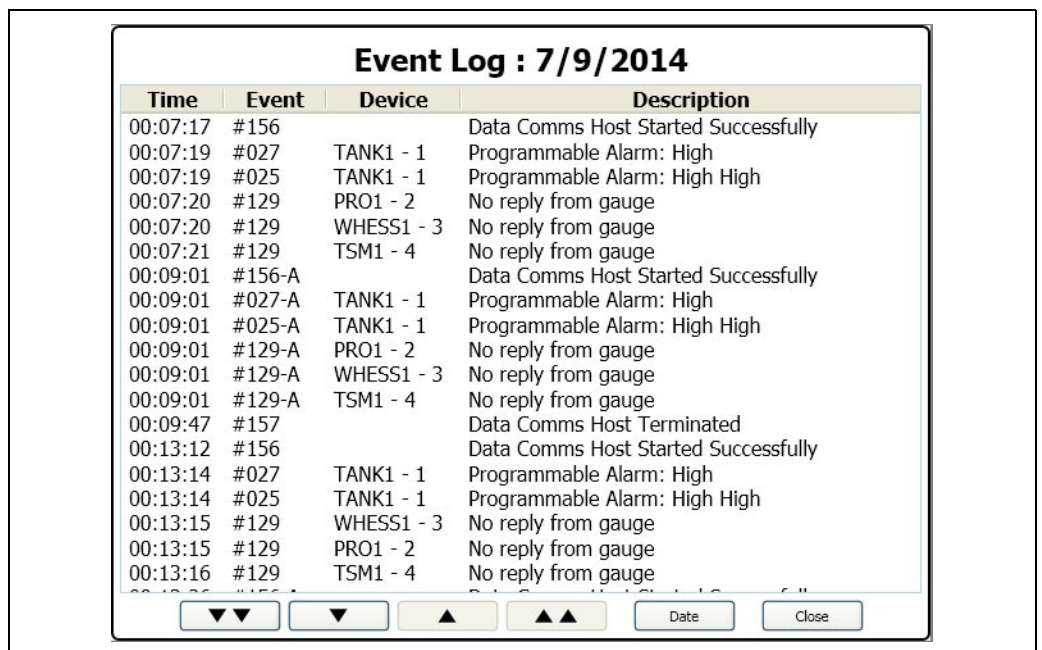 Event Log : 7/9/2014
Time Event Device Description
00:07:17 #156 Data Comms Host Started Successfully
00:07:19 #027 TANK1 - 1 Programmable Alarm: High
00:07:19 #025 TANK1 - 1 Programmable Alarm: High High
00:07:20 #129 PRO1 - 2 No reply from gauge
00:07:20 #129 WHESS1 - 3 No reply from gauge
00:07:21 #129 TSM1 - 4 No reply from gauge
00:09:01 #156-A Data Comms Host Started Successfully
00:09:01 #027-A TANK1 - 1 Programmable Alarm: High
00:09:01 #025-A TANK1 - 1 Programmable Alarm: High High
00:09:01 #129-A PRO1 - 2 No reply from gauge
00:09:01 #129-A WHESS1 - 3 No reply from gauge
00:09:01 #129-A TSM1 - 4 No reply from gauge
00:09:47 #157 Data Comms Host Terminated
00:13:12 #156 Data Comms Host Started Successfully
00:13:14 #027 TANK1 - 1 Programmable Alarm: High
00:13:14 #025 TANK1 - 1 Programmable Alarm: High High
00:13:15 #129 WHESS1 - 3 No reply from gauge
00:13:15 #129 PRO1 - 2 No reply from gauge
00:13:16 #129 TSM1 - 4 No reply from gauge
Date Close